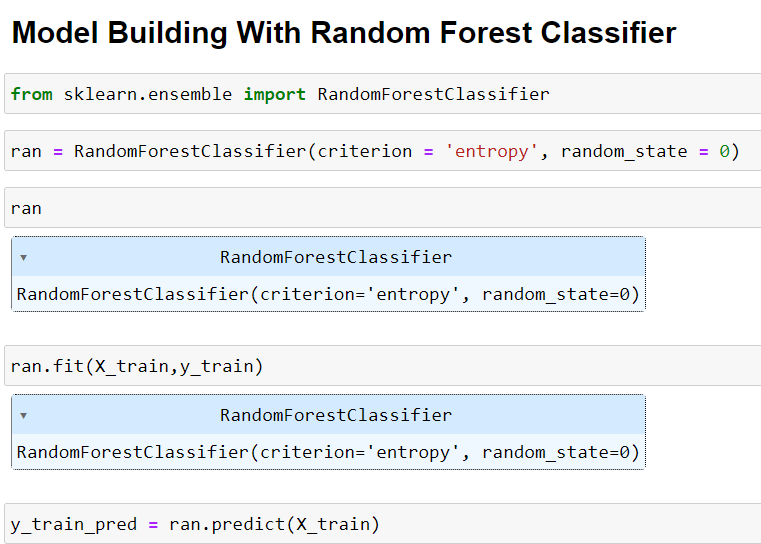 Model Building With Random Forest Classifier
from sklearn.ensemble import RandomForestClassifier
ran = RandomForestClassifier(criterion = 'entropy', random_state = 0)
ran
▾ RandomForestClassifier
RandomForestClassifier(criterion='entropy', random_state=0)
ran.fit(X_train,y_train)
▾ RandomForestClassifier
RandomForestClassifier(criterion='entropy', random_state=0)
y_train_pred = ran.predict(X_train)